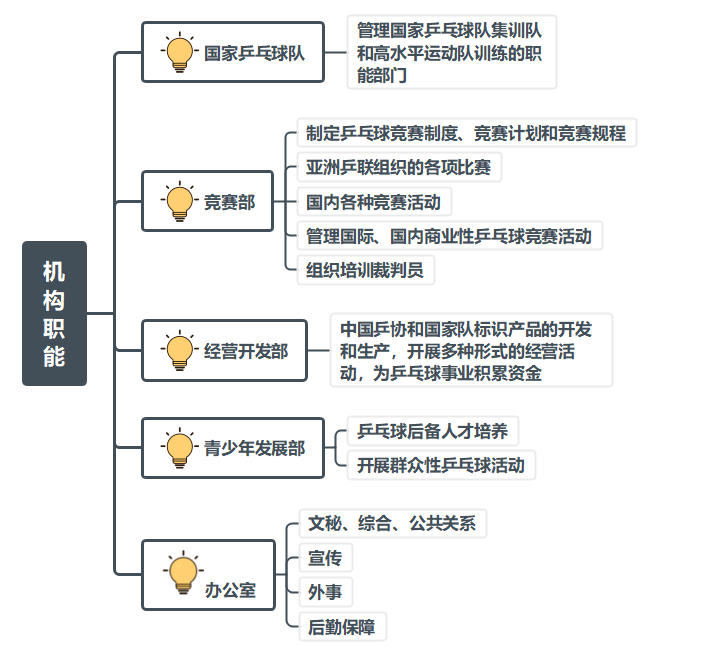 机
构
职
能
国家乒乓球队
管理国家乒乓球队集训队
和高水平运动队训练的职
能部门
竞赛部
制定乒乓球竞赛制度、竞赛计划和竞赛规程
亚洲乒联组织的各项比赛
国内各种竞赛活动
管理国际、国内商业性乒乓球竞赛活动
组织培训裁判员
经营开发部
中国乒协和国家队标识产品的开发
和生产，开展多种形式的经营活
动，为乒乓球事业积累资金
青少年发展部
乒乓球后备人才培养
开展群众性乒乓球活动
办公室
文秘、综合、公共关系
宣传
外事
后勤保障